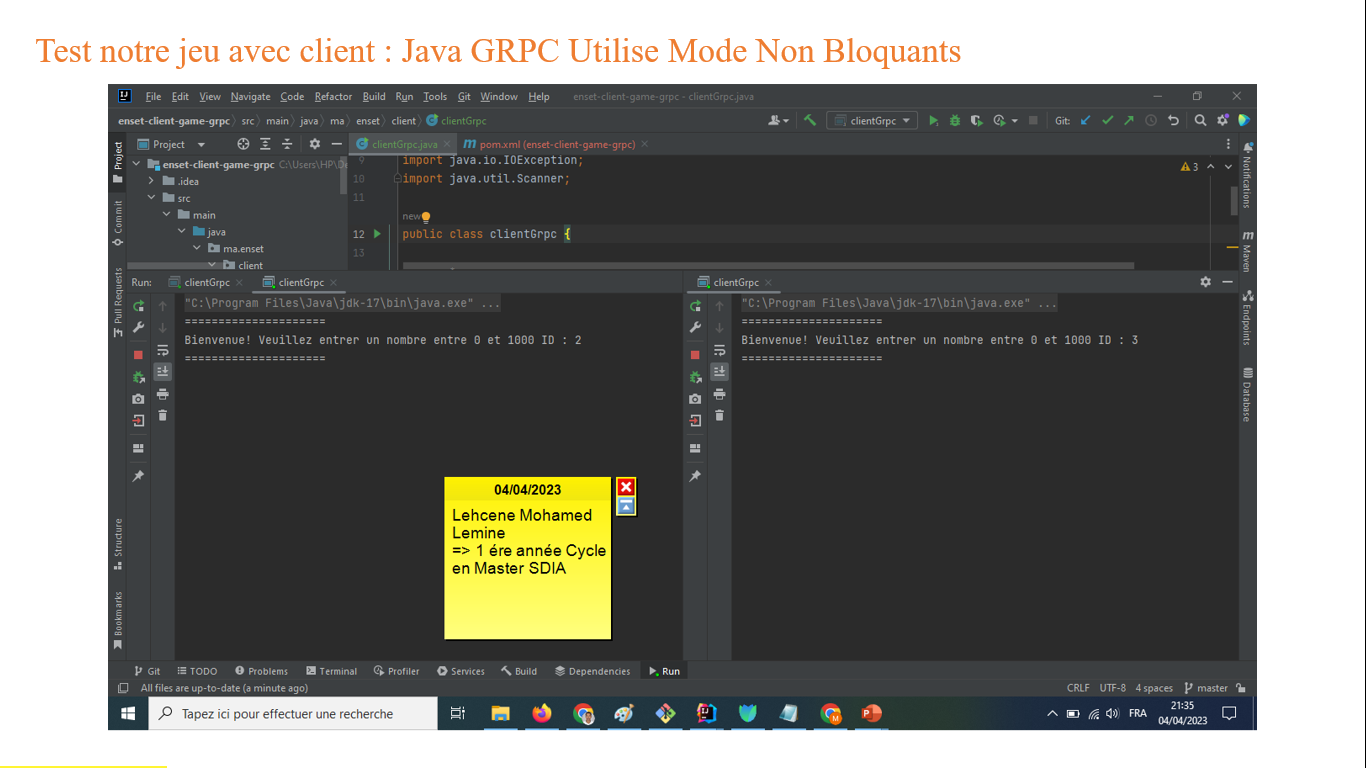 Test notre jeu avec client : Java GRPC Utilise Mode Non Bloquants
File Edit View Navigate Code Refactor Build Run Tools Git Window Help enset-client-game-grpc - clientGrpc.java
enset-client-game-grpc src main java ma enset client clientGrpc clientGrpc Git:
Project clientGrpc.java pom.xml (enset-client-game-grpc)
enset-client-game-grpc C:\Users\HP\De
.idea
src
main
java
ma.enset
client
9 import java.io.IOException;
10 import java.util.Scanner;
11
new
12 public class clientGrpc {
13
3
Project
Commit
Pull Requests
Structure
Bookmarks
Notifications
Maven
Endpoints
Database
Run: clientGrpc clientGrpc
"C:\Program Files\Java\jdk-17\bin\java.exe" ...
=====================
Bienvenue! Veuillez entrer un nombre entre 0 et 1000 ID : 2
=====================
clientGrpc
"C:\Program Files\Java\jdk-17\bin\java.exe" ...
=====================
Bienvenue! Veuillez entrer un nombre entre 0 et 1000 ID : 3
=====================
04/04/2023
Lehcene Mohamed
Lemine
=> 1 ére année Cycle
en Master SDIA
Git TODO Problems Terminal Profiler Services Build Dependencies Run
All files are up-to-date (a minute ago) CRLF UTF-8 4 spaces master
Tapez ici pour effectuer une recherche
FRA
21:35
04/04/2023